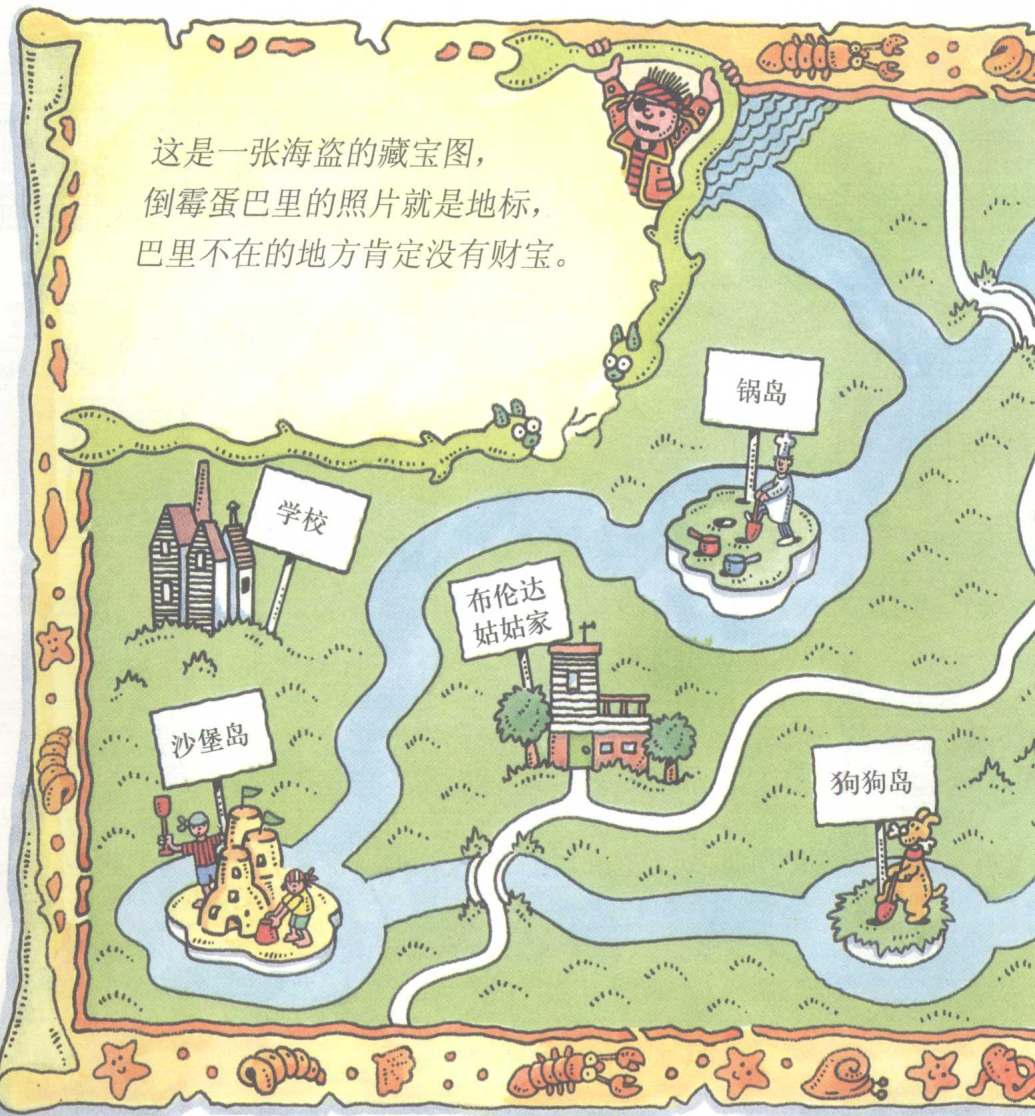 这是一张海盗的藏宝图，
倒霉蛋巴里的照片就是地标，
巴里不在的地方肯定没有财宝。
锅岛
学校
布伦达
姑姑家
沙堡岛
狗狗岛